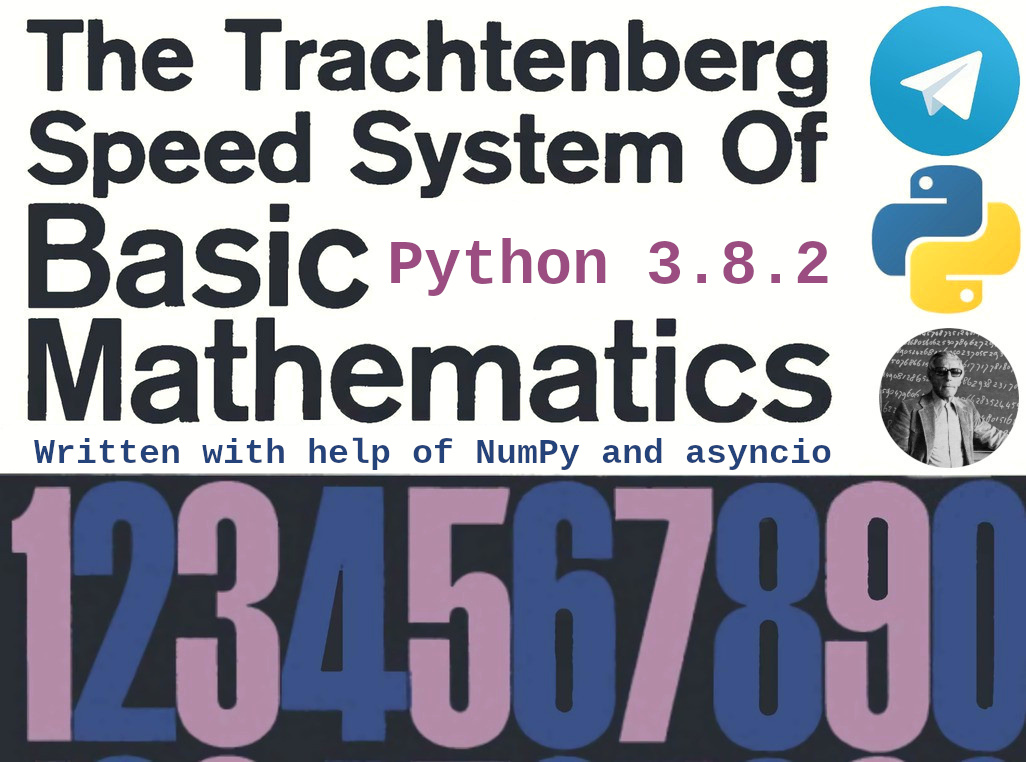 The Trachtenberg
Speed System Of
Basic Python 3.8.2
Mathematics
Written with help of NumPy and asyncio
1234567890